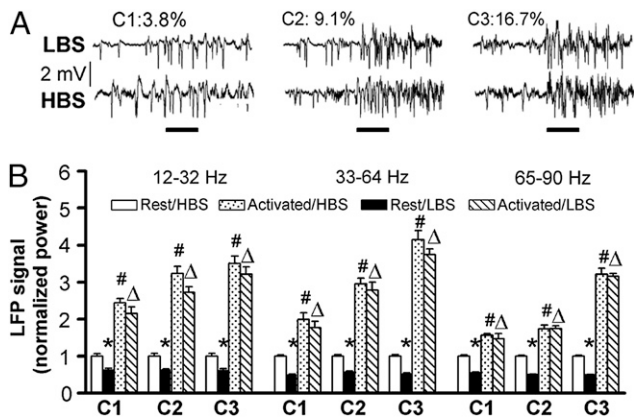 A
C1:3.8%
C2: 9.1%
C3:16.7%
LBS
2 mV
HBS
B
12-32 Hz
33-64 Hz
65-90 Hz
Rest/HBS
Activated/HBS
Rest/LBS
Activated/LBS
LFP signal
(normalized power)
6
5
4
3
2
1
0
* # Δ
* # Δ
* # Δ
* # Δ
* # Δ
* # Δ
* # Δ
* # Δ
* # Δ
C1 C2 C3 C1 C2 C3 C1 C2 C3